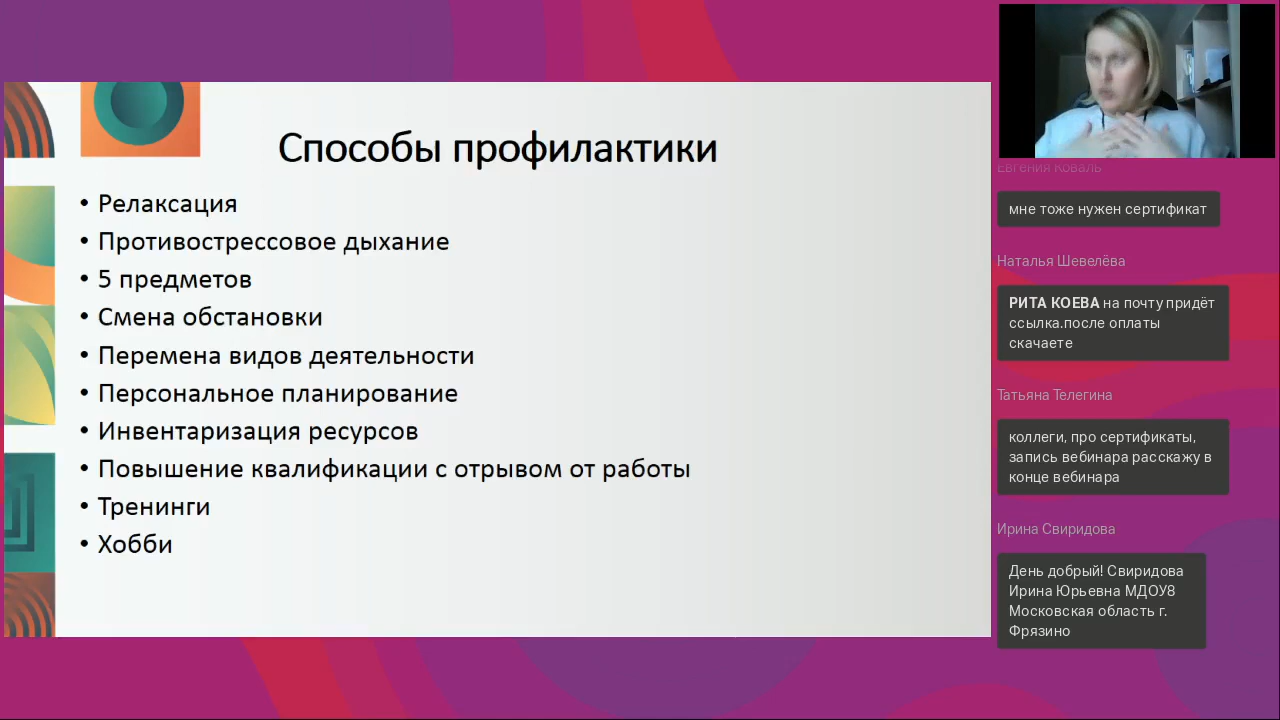 Способы профилактики
• Релаксация
• Противострессовое дыхание
• 5 предметов
• Смена обстановки
• Перемена видов деятельности
• Персональное планирование
• Инвентаризация ресурсов
• Повышение квалификации с отрывом от работы
• Тренинги
• Хобби
Евгения Коваль
мне тоже нужен сертификат
Наталья Шевелёва
РИТА КОЕВА на почту придёт
ссылка.после оплаты
скачаете
Татьяна Телегина
коллеги, про сертификаты,
запись вебинара расскажу в
конце вебинара
Ирина Свиридова
День добрый! Свиридова
Ирина Юрьевна МДОУ8
Московская область г.
Фрязино